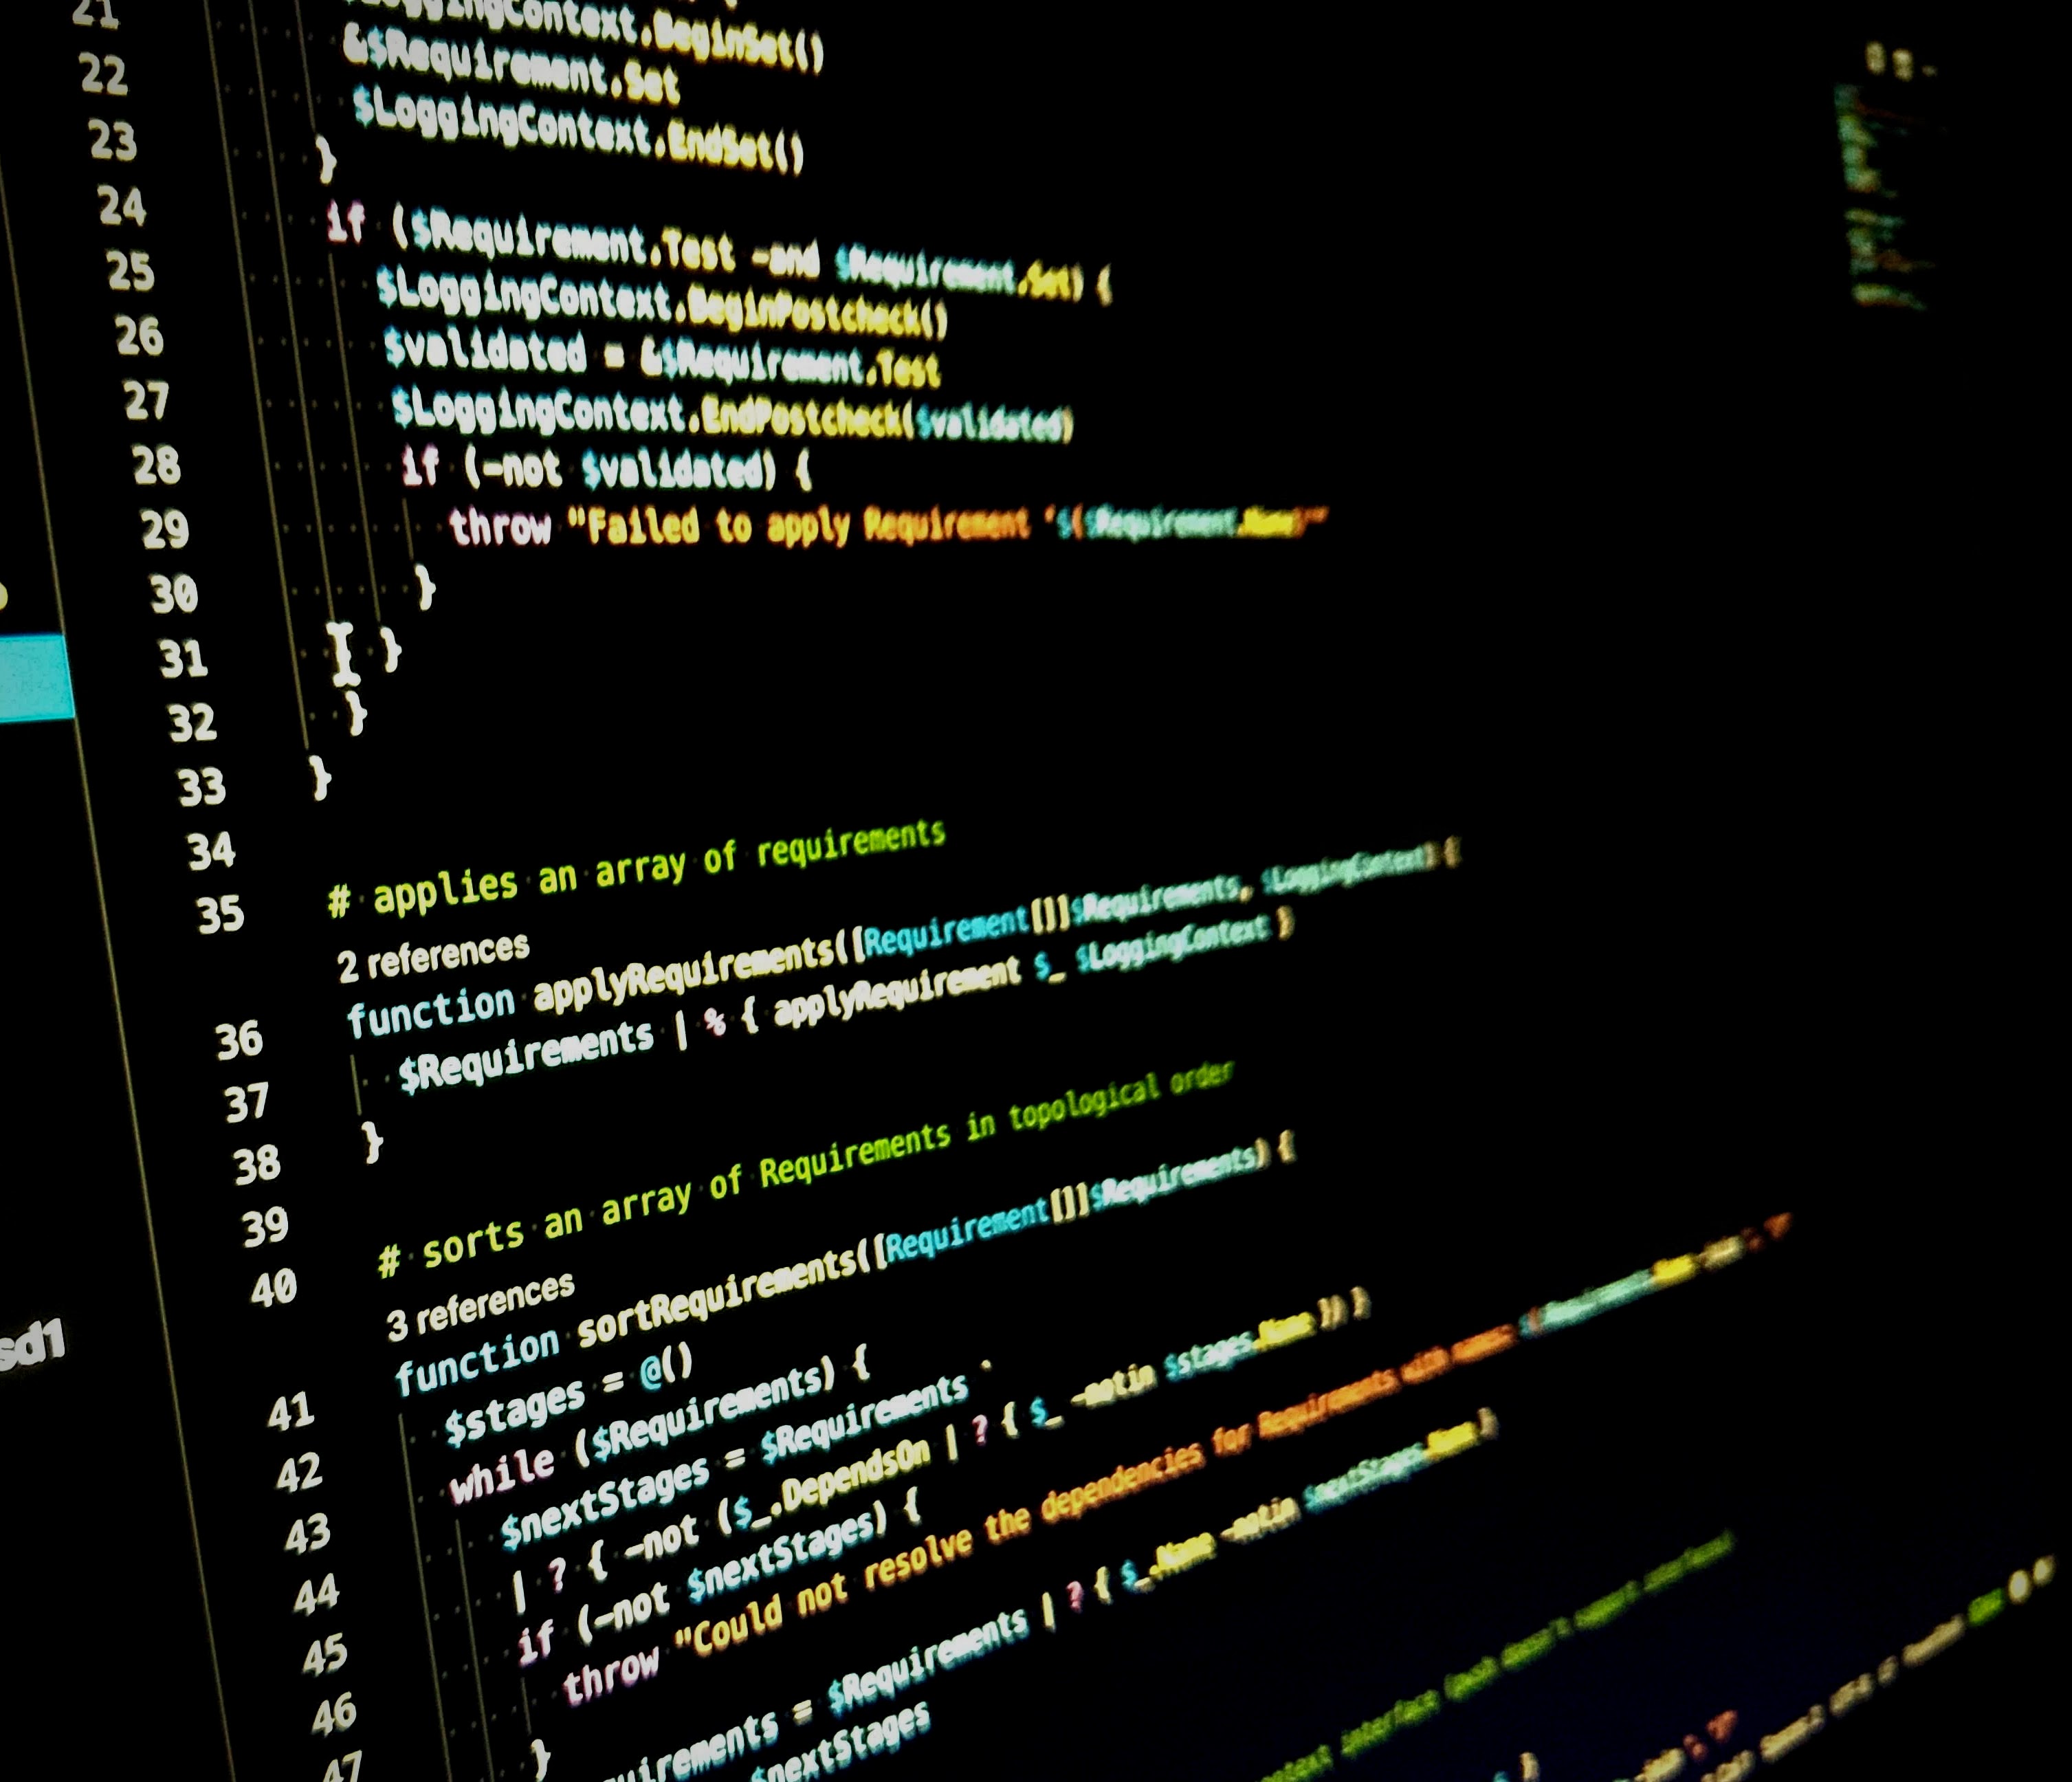 21 $LoggingContext.BeginSet()
22 &$Requirement.Set
23 $LoggingContext.EndSet()
}
24 if ($Requirement.Test -and $Requirement.Set) {
25 $LoggingContext.BeginPostcheck()
26 $validated = &$Requirement.Test
27 $LoggingContext.EndPostcheck($validated)
28 if (-not $validated) {
29 throw "Failed to apply Requirement '$($Requirement.Name)'"
30 }
31 }
32 }
33 }
34
35 # applies an array of requirements
2 references
36 function applyRequirements([Requirement[]]$Requirements, $LoggingContext) {
37 $Requirements | % { applyRequirement $_ $LoggingContext }
38 }
39
40 # sorts an array of Requirements in topological order
3 references
41 function sortRequirements([Requirement[]]$Requirements) {
42 $stages = @()
43 while ($Requirements) {
44 $nextStages = $Requirements `
45 | ? { -not ($_.DependsOn | ? { $_ -notin $stages.Name }) }
46 if (-not $nextStages) {
47 throw "Could not resolve the dependencies for Requirements with names
}
uirements = $Requirements | ? { $_.Name -notin $nextStages.Name }
nextStages
sd1